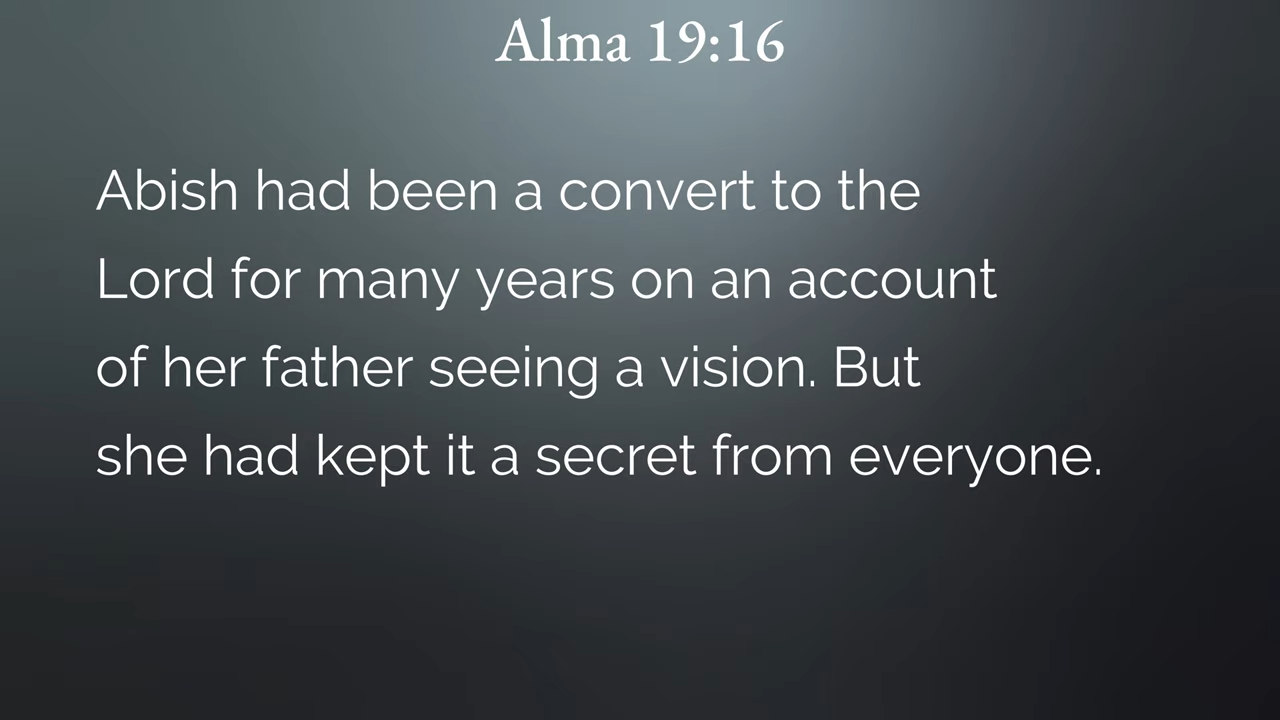 Alma 19:16
Abish had been a convert to the
Lord for many years on an account
of her father seeing a vision. But
she had kept it a secret from everyone.